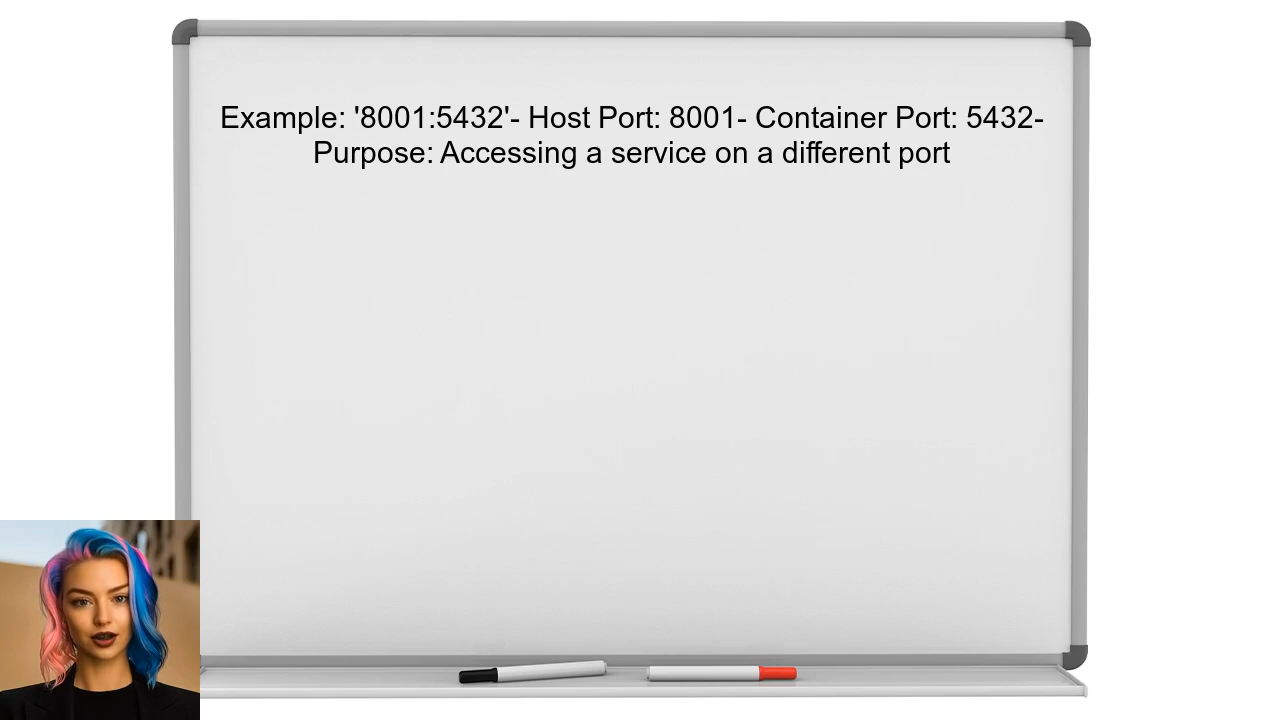 Example: '8001:5432'- Host Port: 8001- Container Port: 5432-
Purpose: Accessing a service on a different port